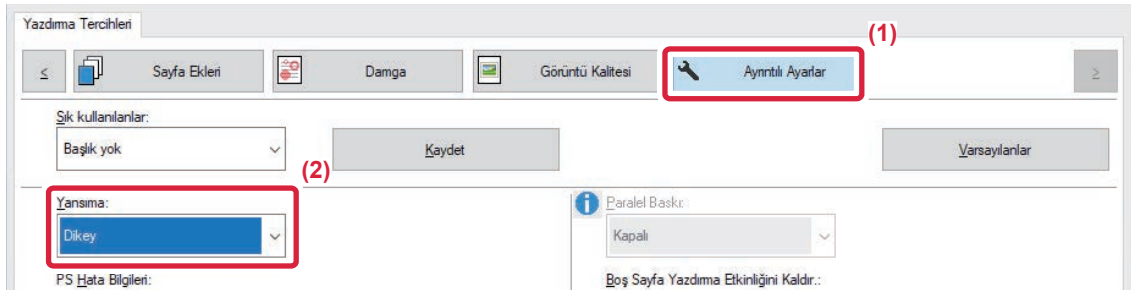 Yazdırma Tercihleri
(1)
< Sayfa Ekleri Damga Görüntü Kalitesi Ayrıntılı Ayarlar >
Sık kullanılanlar:
Başlık yok Kaydet Varsayılanlar
(2)
Yansıma: Paralel Baskı:
Dikey Kapalı
PS Hata Bilgileri: Boş Sayfa Yazdırma Etkinliğini Kaldır.: